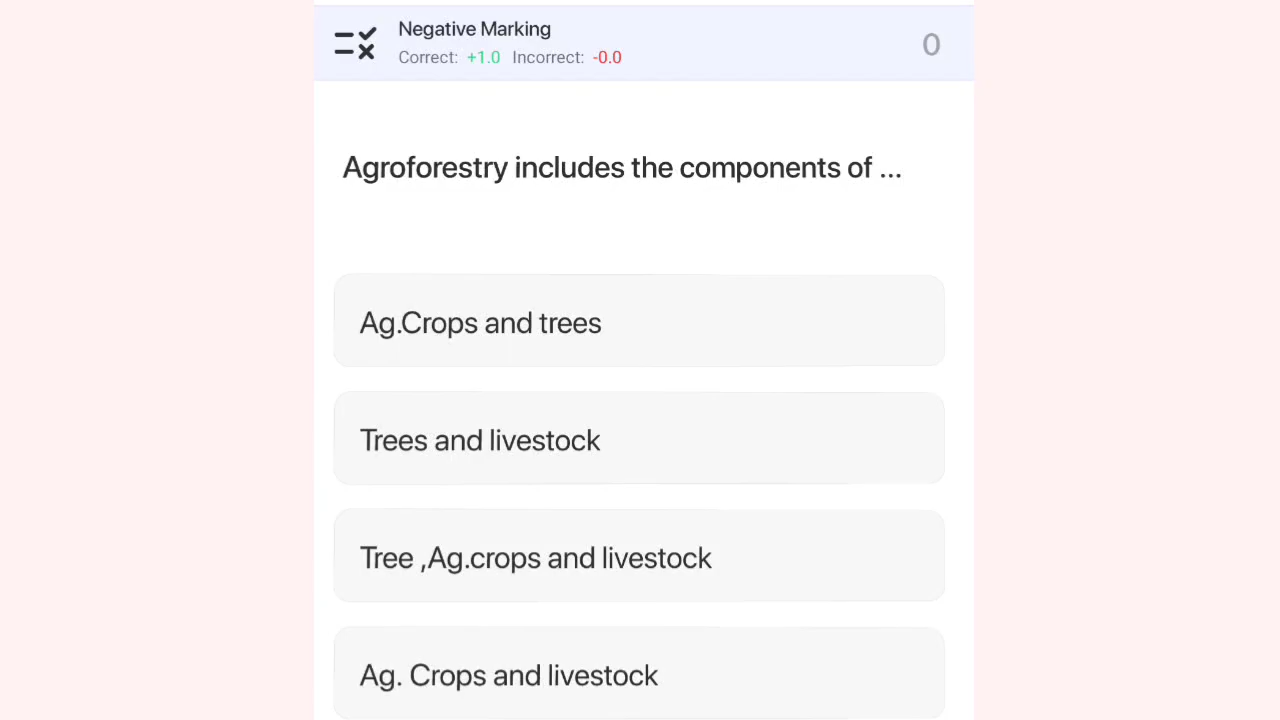 Negative Marking
Correct: +1.0 Incorrect: -0.0
0
Agroforestry includes the components of ...
Ag.Crops and trees
Trees and livestock
Tree ,Ag.crops and livestock
Ag. Crops and livestock